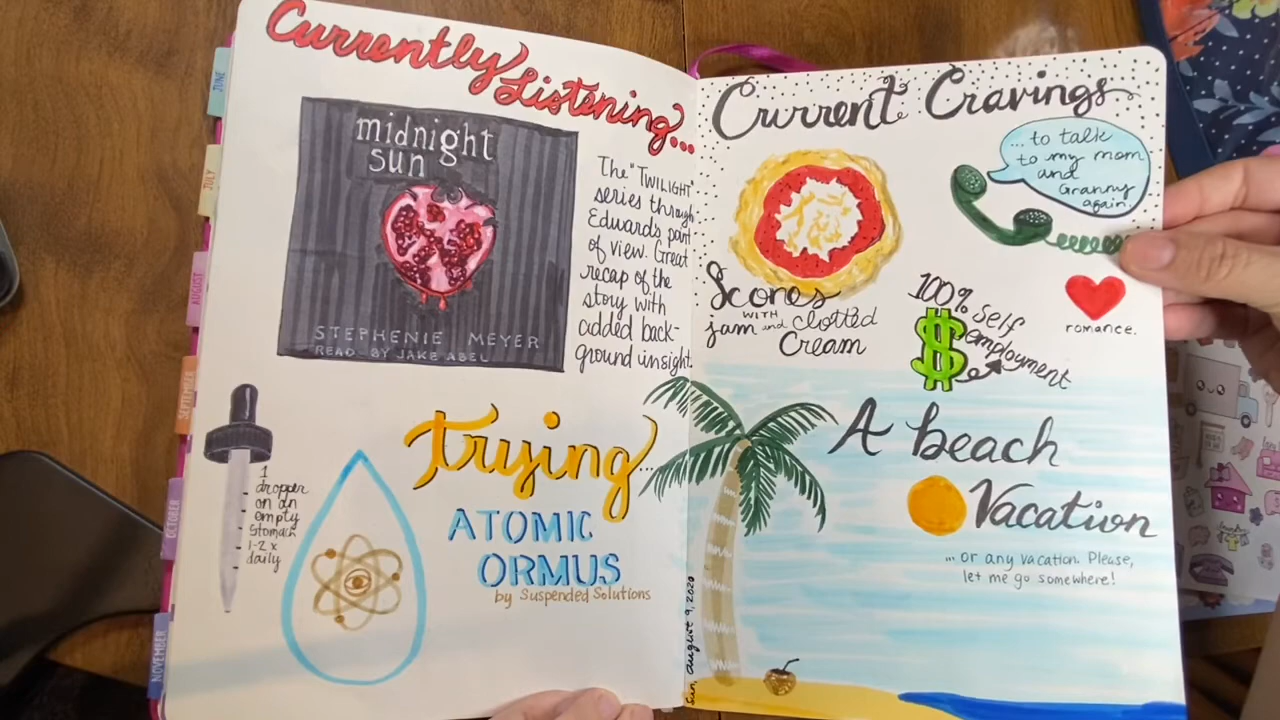 Currently Listening...
midnight
sun
STEPHENIE MEYER
READ BY JAKE ABEL
The "TWILIGHT"
series through
Edward's point
of view. Great
recap of the
story with
added back-
ground insight.
1
dropper
on an
empty
Stomach
1-2 x
daily
trying...
ATOMIC
ORMUS
by Suspended Solutions
JUNE
JULY
AUGUST
SEPTEMBER
OCTOBER
NOVEMBER
Current Cravings
... to talk
to my mom
and
Granny
again.
Scones
WITH
jam and clotted
Cream
100% Self
employment
$
romance.
A beach
Vacation
... or any vacation. Please,
let me go somewhere!
Sun, august 9, 2020